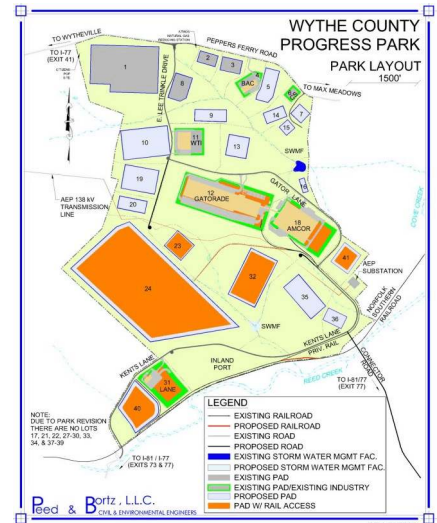 WYTHE COUNTY
PROGRESS PARK
PARK LAYOUT
1500'
TO WYTHEVILLE
TO I-77
(EXIT 41)
PEPPERS FERRY ROAD
TO MAX MEADOWS
E. LEE TRINKLE DRIVE
1
2
3
4
BAC
5
6
7
14
15
9
10
11
WTI
13
SWMF
16
19
20
12
GATORADE
GATOR LANE
18
AMCOR
AEP 138 kV
TRANSMISSION
LINE
COVE CREEK
23
24
32
41
AEP
SUBSTATION
35
36
NORFOLK
SOUTHERN
RAILROAD
SWMF
KENTS LANE
PRIV. RAIL
CONNECTOR
ROAD
KENTS LANE
INLAND
PORT
REED CREEK
31
LANE
40
TO I-81/77
(EXIT 77)
NOTE:
DUE TO PARK REVISION
THERE ARE NO LOTS
17, 21, 22, 27-30, 33,
34, & 37-39
TO I-81 / I-77
(EXITS 73 & 77)
LEGEND
EXISTING RAILROAD
PROPOSED RAILROAD
EXISTING ROAD
PROPOSED ROAD
EXISTING STORM WATER MGMT FAC.
PROPOSED STORM WATER MGMT FAC.
EXISTING PAD
EXISTING PAD/EXISTING INDUSTRY
PROPOSED PAD
PAD W/ RAIL ACCESS
Peed & Bortz, L.L.C.
CIVIL & ENVIRONMENTAL ENGINEERS